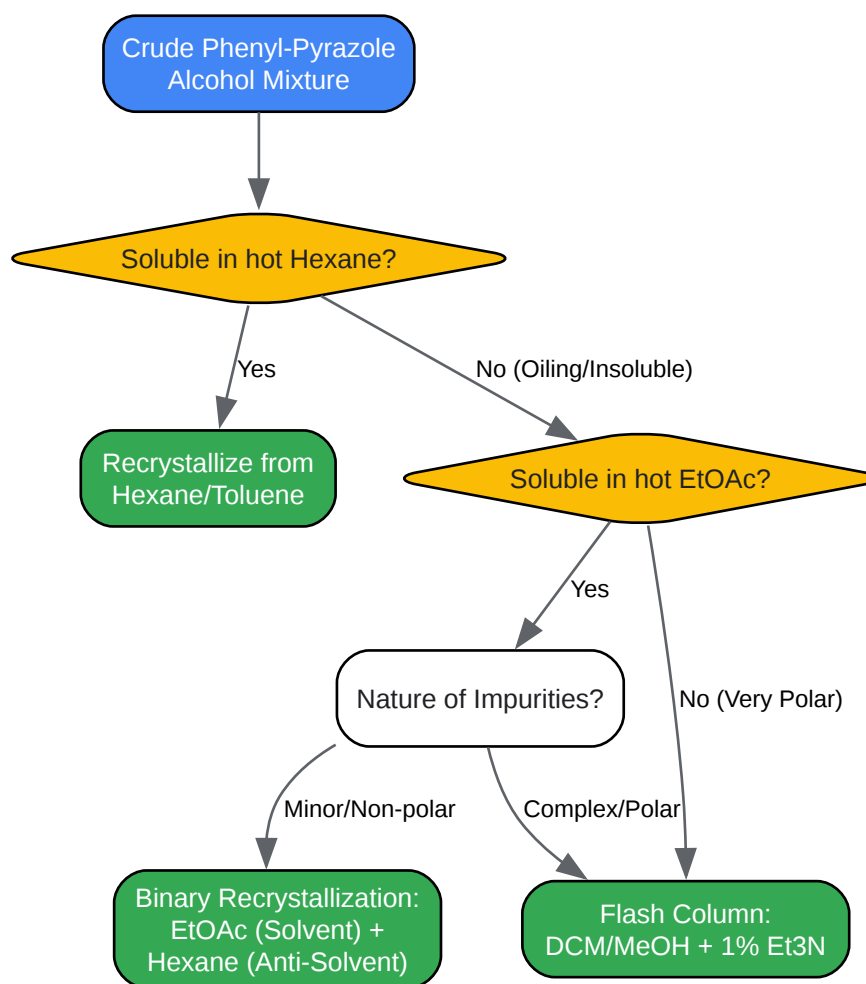 Crude Phenyl-Pyrazole
Alcohol Mixture
Soluble in hot Hexane?
Yes
No (Oiling/Insoluble)
Recrystallize from
Hexane/Toluene
Soluble in hot EtOAc?
Yes
Nature of Impurities?
No (Very Polar)
Minor/Non-polar
Complex/Polar
Binary Recrystallization:
EtOAc (Solvent) +
Hexane (Anti-Solvent)
Flash Column:
DCM/MeOH + 1% Et3N